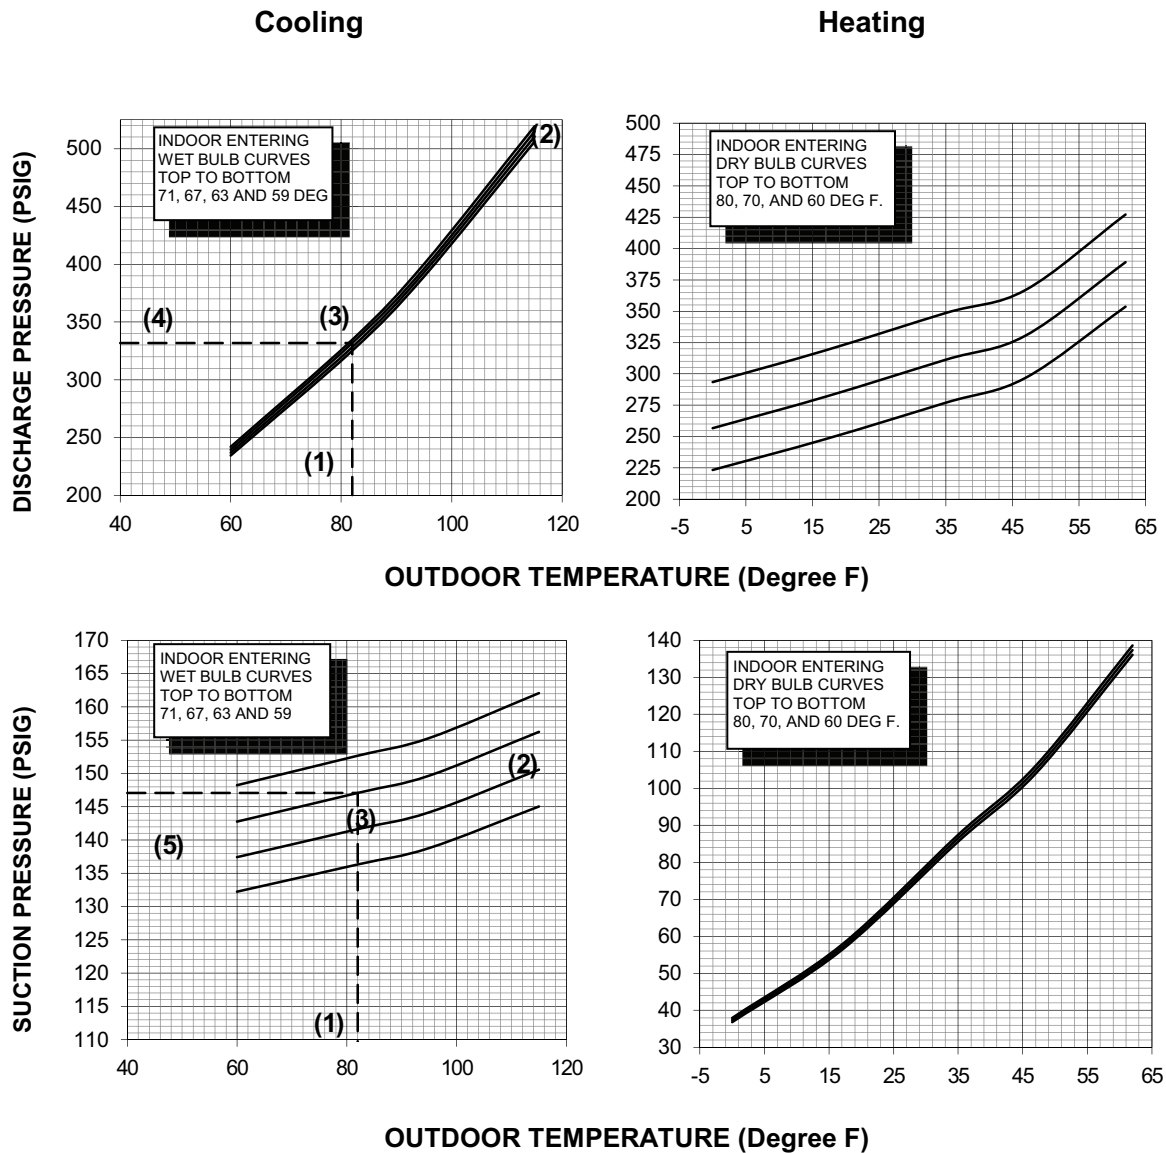 Cooling
Heating
DISCHARGE PRESSURE (PSIG)
INDOOR ENTERING
WET BULB CURVES
TOP TO BOTTOM
71, 67, 63 AND 59 DEG
500
450
400
350
300
250
200
40 60 80 100 120
(2)
(3)
(4)
(1)
INDOOR ENTERING
DRY BULB CURVES
TOP TO BOTTOM
80, 70, AND 60 DEG F.
500
475
450
425
400
375
350
325
300
275
250
225
200
-5 5 15 25 35 45 55 65
OUTDOOR TEMPERATURE (Degree F)
SUCTION PRESSURE (PSIG)
INDOOR ENTERING
WET BULB CURVES
TOP TO BOTTOM
71, 67, 63 AND 59
170
165
160
155
150
145
140
135
130
125
120
115
110
40 60 80 100 120
(2)
(3)
(5)
(1)
INDOOR ENTERING
DRY BULB CURVES
TOP TO BOTTOM
80, 70, AND 60 DEG F.
140
130
120
110
100
90
80
70
60
50
40
30
-5 5 15 25 35 45 55 65
OUTDOOR TEMPERATURE (Degree F)